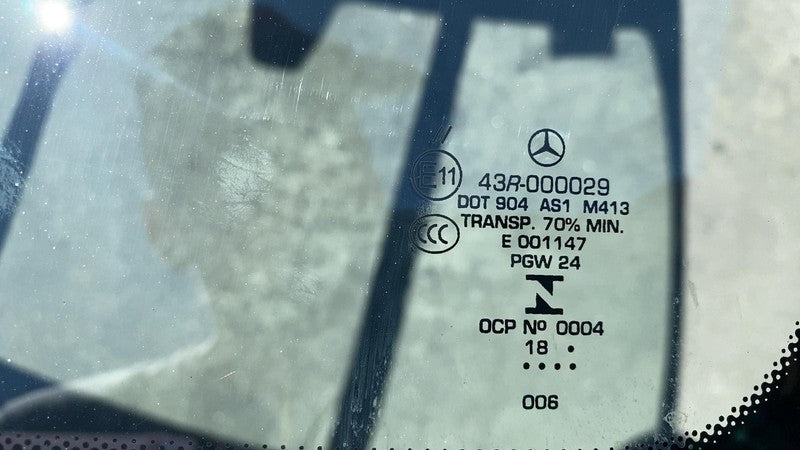 //
E11
43R-000029
DOT 904 AS1 M413
CCC
TRANSP. 70% MIN.
E 001147
PGW 24
OCP Nº 0004
18 .
....
006